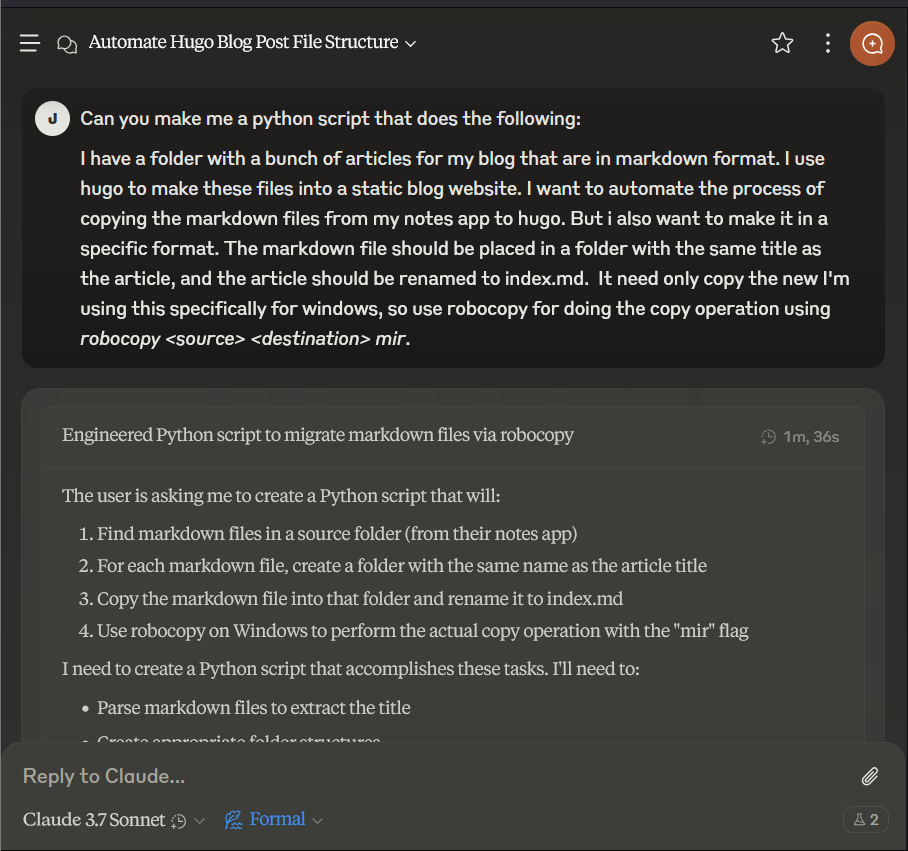 Automate Hugo Blog Post File Structure
J
Can you make me a python script that does the following:
I have a folder with a bunch of articles for my blog that are in markdown format. I use
hugo to make these files into a static blog website. I want to automate the process of
copying the markdown files from my notes app to hugo. But i also want to make it in a
specific format. The markdown file should be placed in a folder with the same title as
the article, and the article should be renamed to index.md.  It need only copy the new I'm
using this specifically for windows, so use robocopy for doing the copy operation using
robocopy <source> <destination> mir.
Engineered Python script to migrate markdown files via robocopy
1m, 36s
The user is asking me to create a Python script that will:
1. Find markdown files in a source folder (from their notes app)
2. For each markdown file, create a folder with the same name as the article title
3. Copy the markdown file into that folder and rename it to index.md
4. Use robocopy on Windows to perform the actual copy operation with the "mir" flag
I need to create a Python script that accomplishes these tasks. I'll need to:
• Parse markdown files to extract the title
• Create appropriate folder structures
Reply to Claude...
Claude 3.7 Sonnet
Formal
2